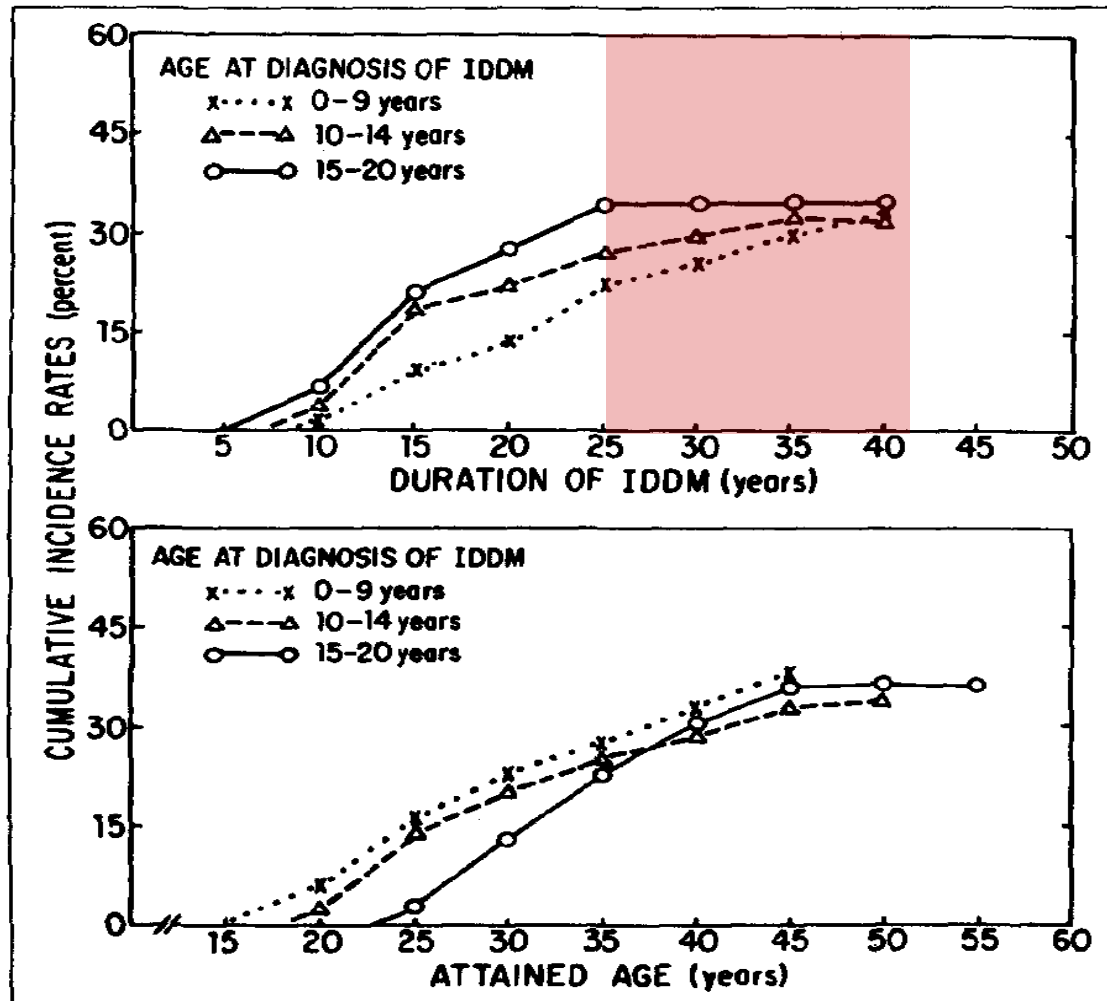 CUMULATIVE INCIDENCE RATES (percent)
60
45
30
15
0
AGE AT DIAGNOSIS OF IDDM
x·····x 0-9 years
△---△ 10-14 years
○—○ 15-20 years
5 10 15 20 25 30 35 40 45 50
DURATION OF IDDM (years)
60
45
30
15
0
AGE AT DIAGNOSIS OF IDDM
x·····x 0-9 years
△---△ 10-14 years
○—○ 15-20 years
15 20 25 30 35 40 45 50 55 60
ATTAINED AGE (years)